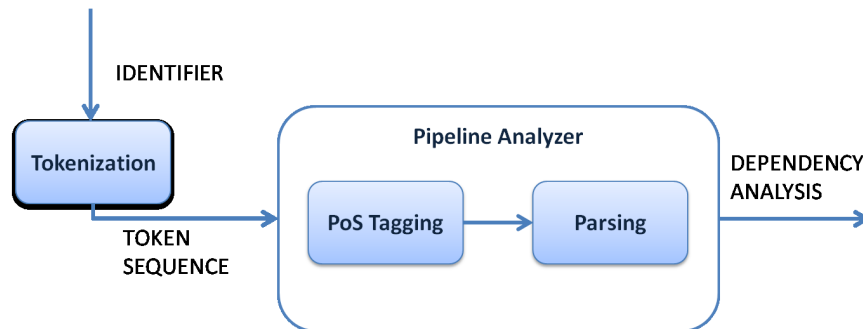 IDENTIFIER
Tokenization
TOKEN
SEQUENCE
Pipeline Analyzer
PoS Tagging
Parsing
DEPENDENCY
ANALYSIS